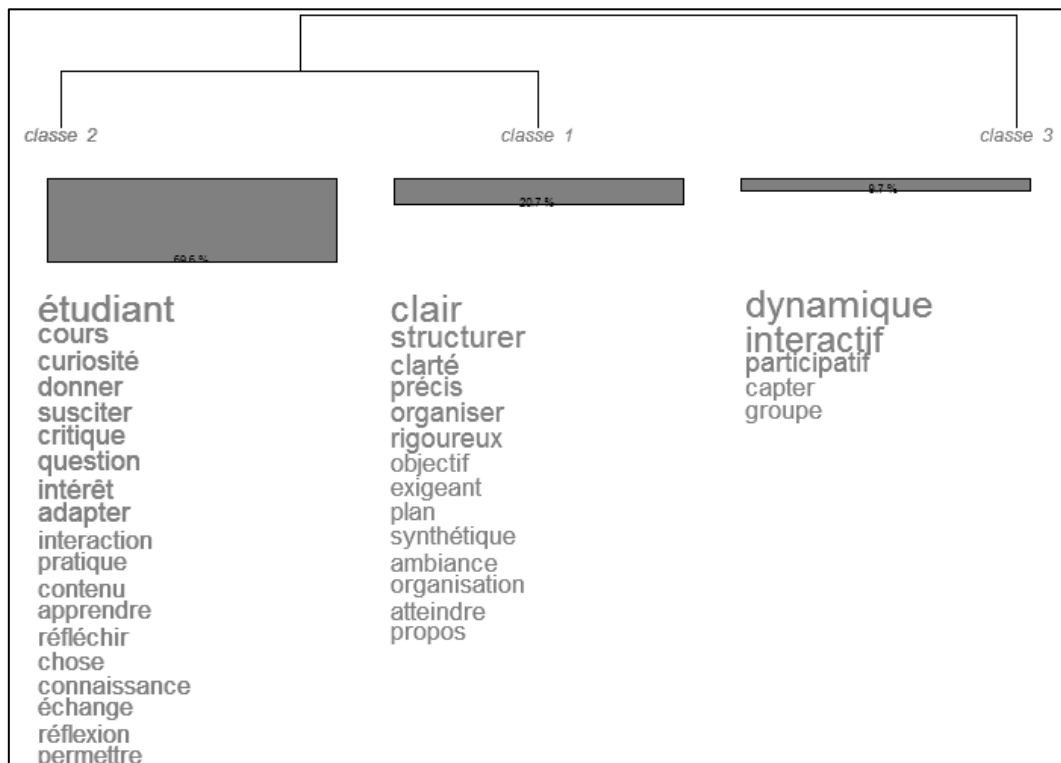 classe 2
classe 1
classe 3
69.6 %
20.7 %
9.7 %
étudiant
cours
curiosité
donner
susciter
critique
question
intérêt
adapter
interaction
pratique
contenu
apprendre
réfléchir
chose
connaissance
échange
réflexion
permettre
clair
structurer
clarté
précis
organiser
rigoureux
objectif
exigeant
plan
synthétique
ambiance
organisation
atteindre
propos
dynamique
interactif
participatif
capter
groupe